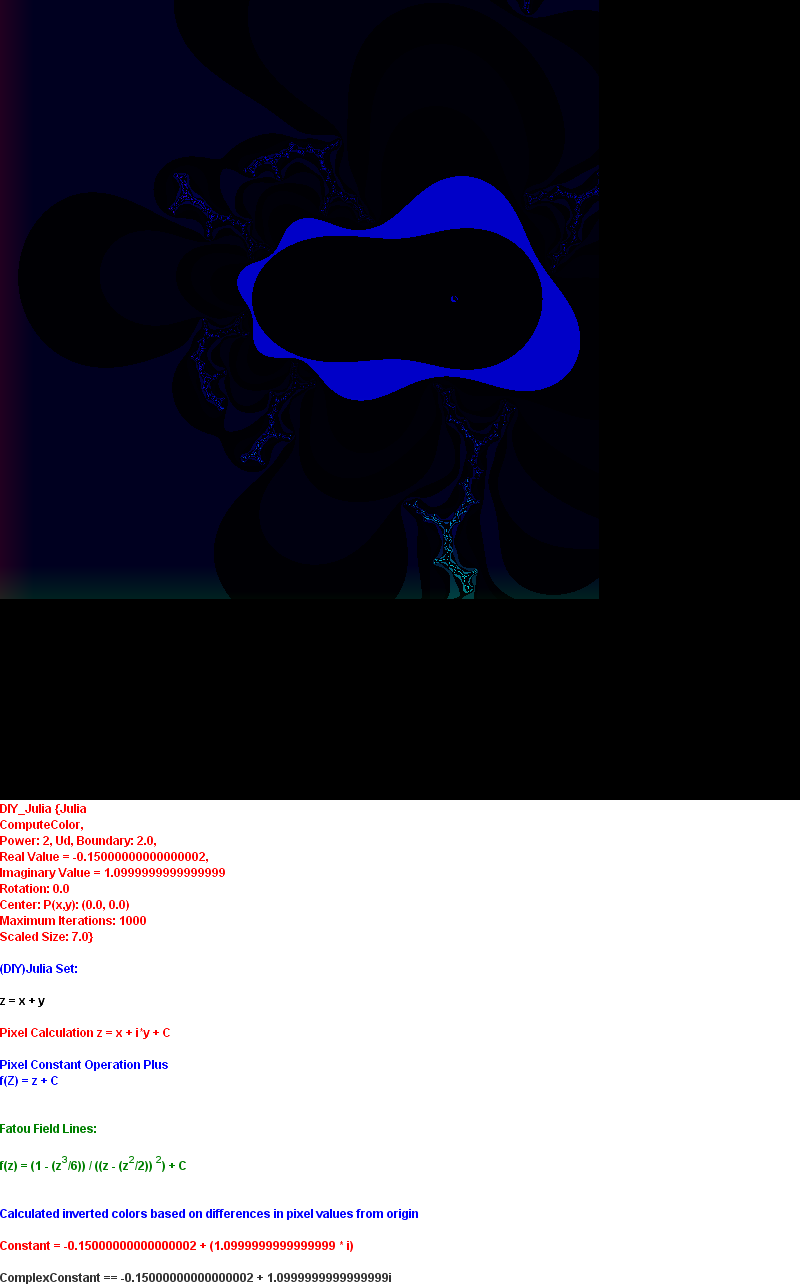 DIY_Julia {Julia
ComputeColor,
Power: 2, Ud, Boundary: 2.0,
Real Value = -0.15000000000000002,
Imaginary Value = 1.0999999999999999
Rotation: 0.0
Center: P(x,y): (0.0, 0.0)
Maximum Iterations: 1000
Scaled Size: 7.0}
(DIY)Julia Set:
z = x + y
Pixel Calculation z = x + i*y + C
Pixel Constant Operation Plus
f(Z) = z + C
Fatou Field Lines:
f(z) = (1 - (z^3/6)) / ((z - (z^2/2)) ^2) + C
Calculated inverted colors based on differences in pixel values from origin
Constant = -0.15000000000000002 + (1.0999999999999999 * i)
ComplexConstant == -0.15000000000000002 + 1.0999999999999999i